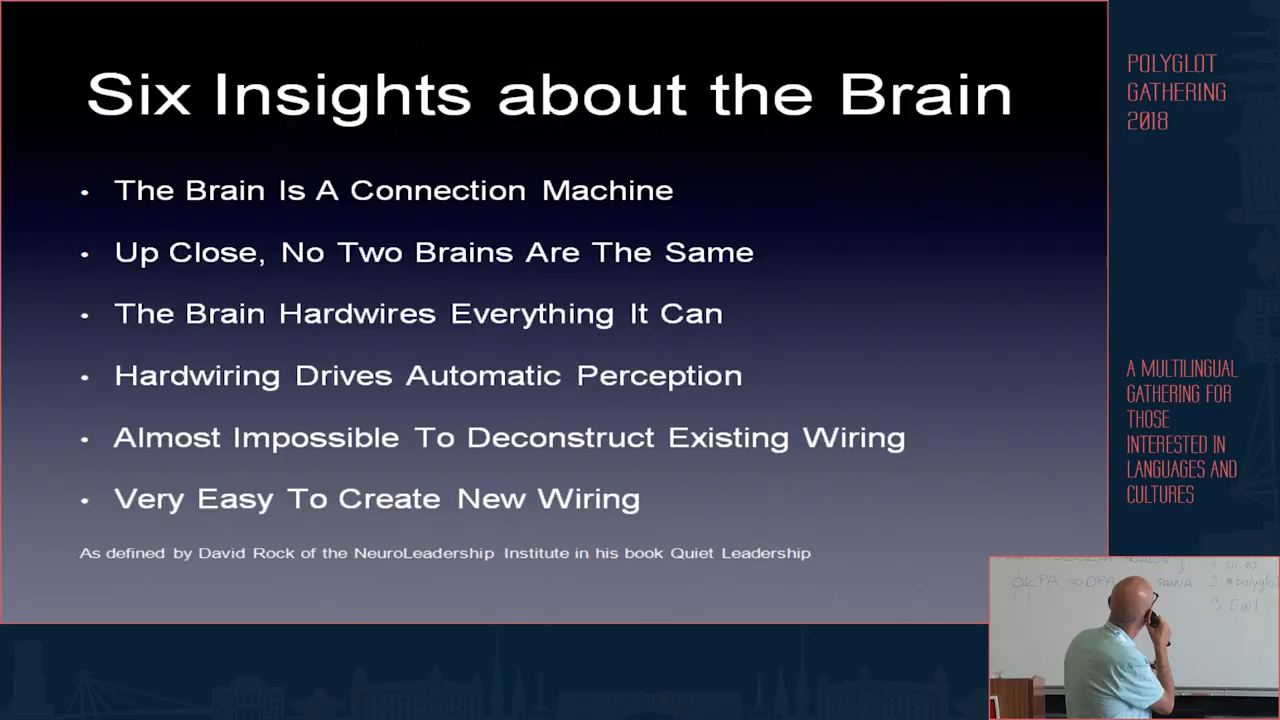 Six Insights about the Brain
• The Brain Is A Connection Machine
• Up Close, No Two Brains Are The Same
• The Brain Hardwires Everything It Can
• Hardwiring Drives Automatic Perception
• Almost Impossible To Deconstruct Existing Wiring
• Very Easy To Create New Wiring
As defined by David Rock of the NeuroLeadership Institute in his book Quiet Leadership
POLYGLOT
GATHERING
2018
A MULTILINGUAL
GATHERING FOR
THOSE
INTERESTED IN
LANGUAGES AND
CULTURES